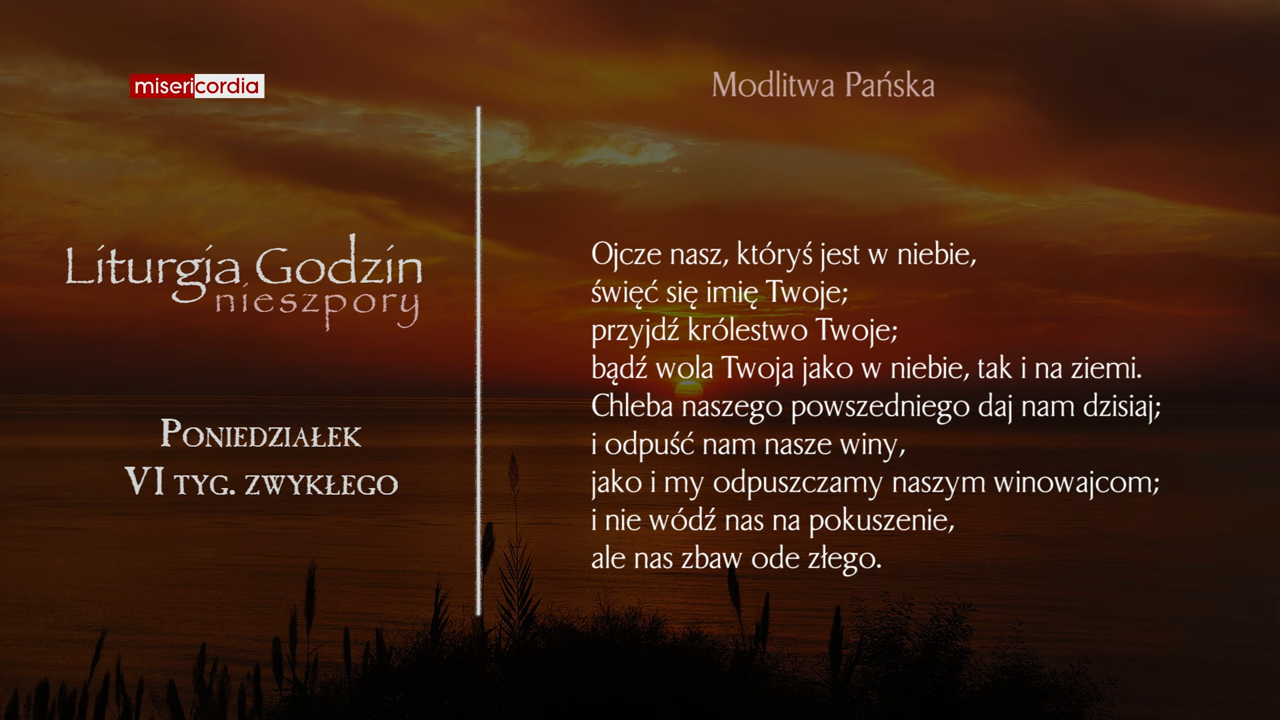 misericordia
Liturgia Godzin
nieszpory
Poniedziałek
VI tyg. zwykłego
Modlitwa Pańska
Ojcze nasz, któryś jest w niebie,
święć się imię Twoje;
przyjdź królestwo Twoje;
bądź wola Twoja jako w niebie, tak i na ziemi.
Chleba naszego powszedniego daj nam dzisiaj;
i odpuść nam nasze winy,
jako i my odpuszczamy naszym winowajcom;
i nie wódź nas na pokuszenie,
ale nas zbaw ode złego.